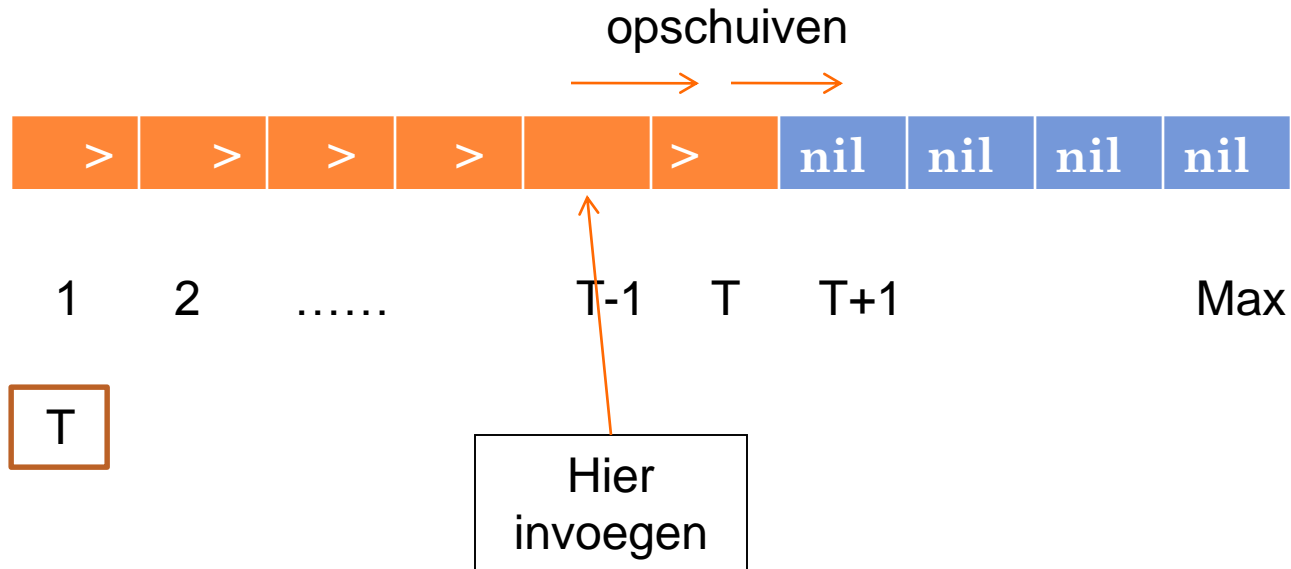 opschuiven
> > > > > nil nil nil nil
1 2 ...... T-1 T T+1 Max
T
Hier
invoegen